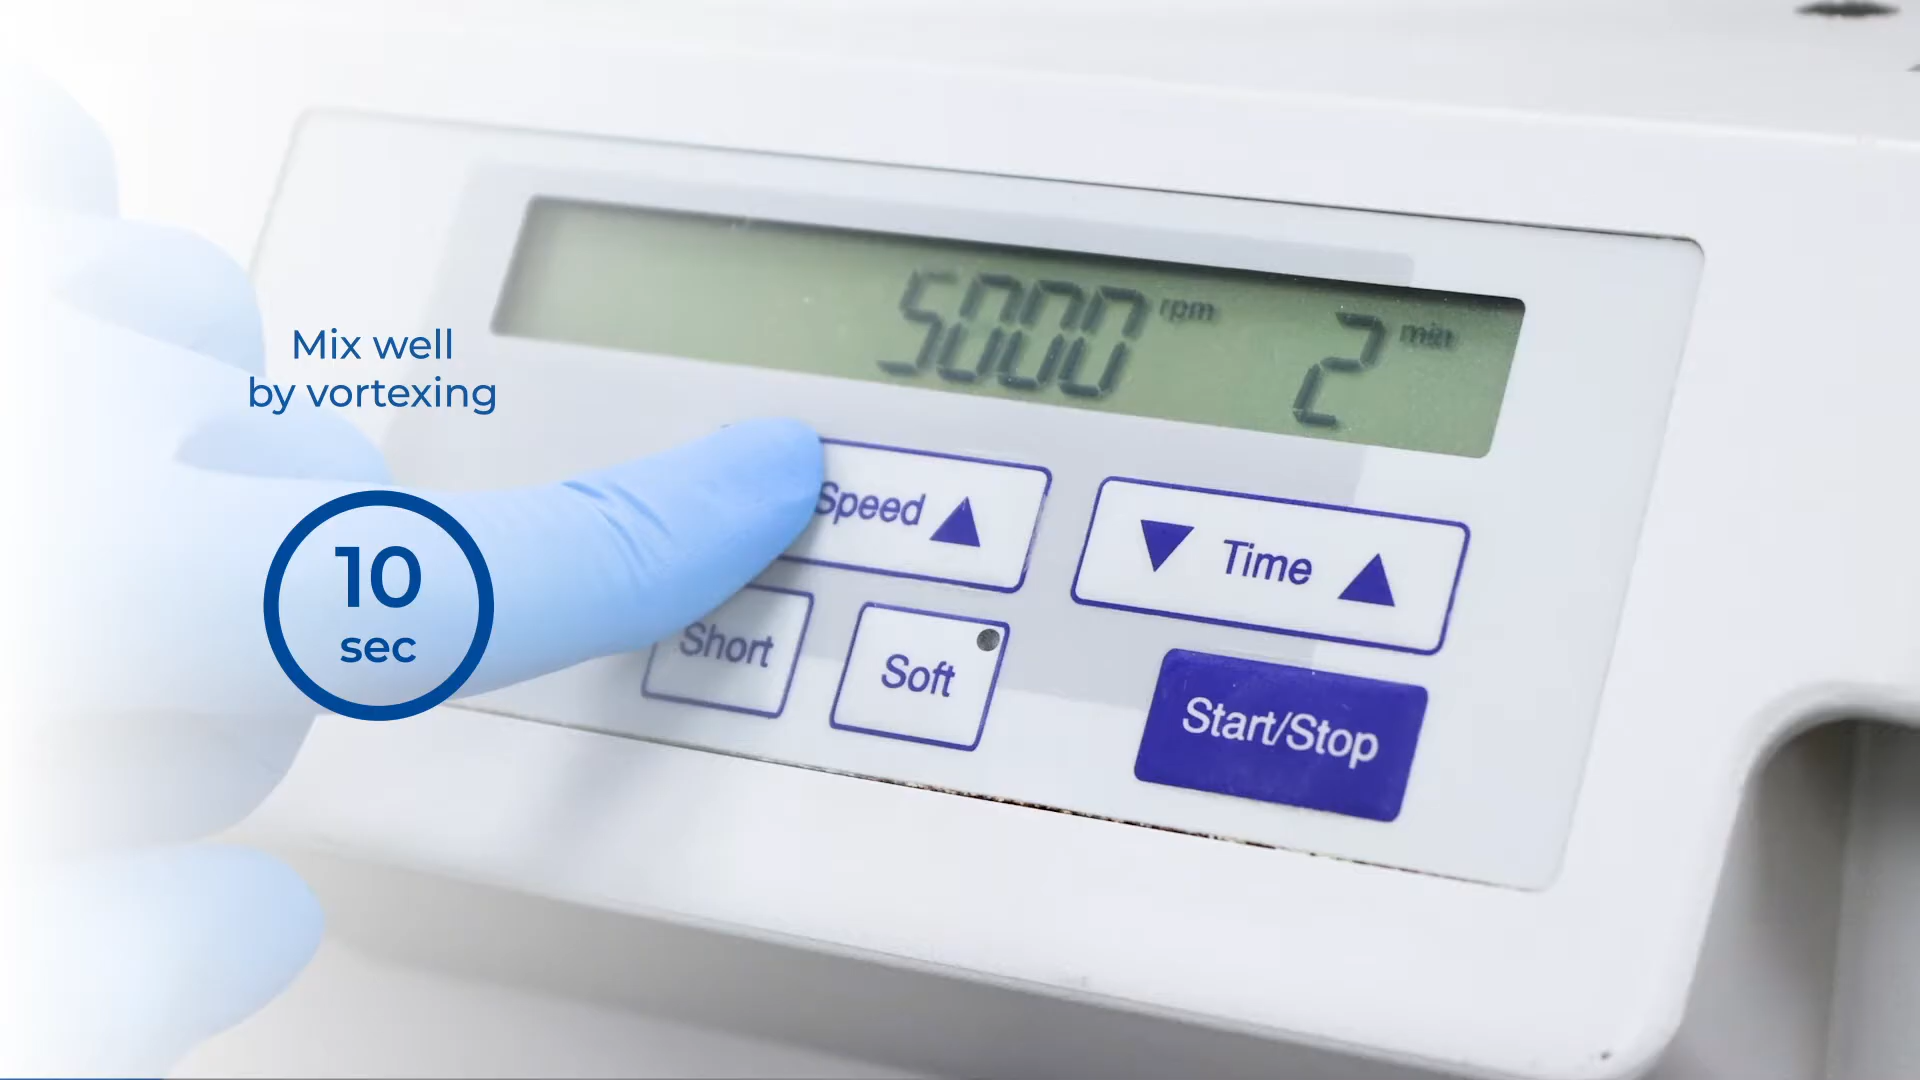 Mix well
by vortexing
10
sec
5000 rpm 2 min
Speed
Time
Short
Soft
Start/Stop